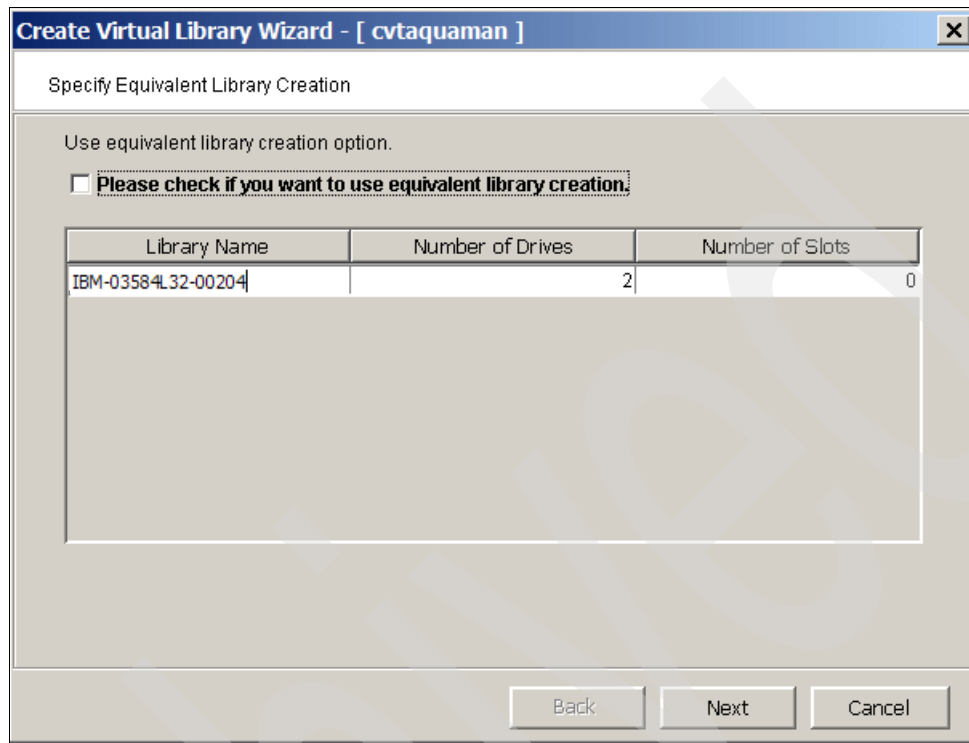 Create Virtual Library Wizard - [ cvtaquaman ]
Specify Equivalent Library Creation
Use equivalent library creation option.
Please check if you want to use equivalent library creation.
Library Name Number of Drives Number of Slots
IBM-03584L32-00204 2 0
Back Next Cancel